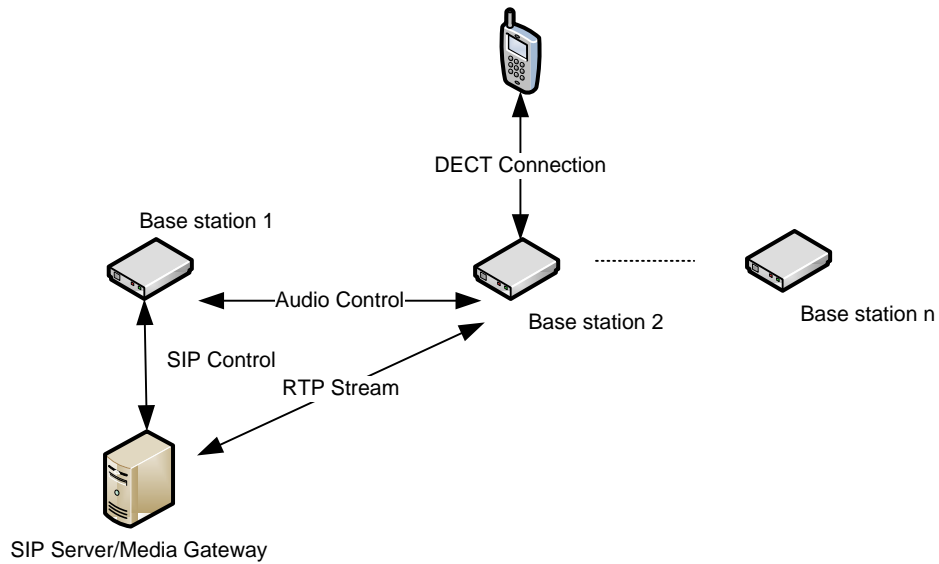 DECT Connection
Base station 1
Audio Control
Base station 2
Base station n
SIP Control
RTP Stream
SIP Server/Media Gateway